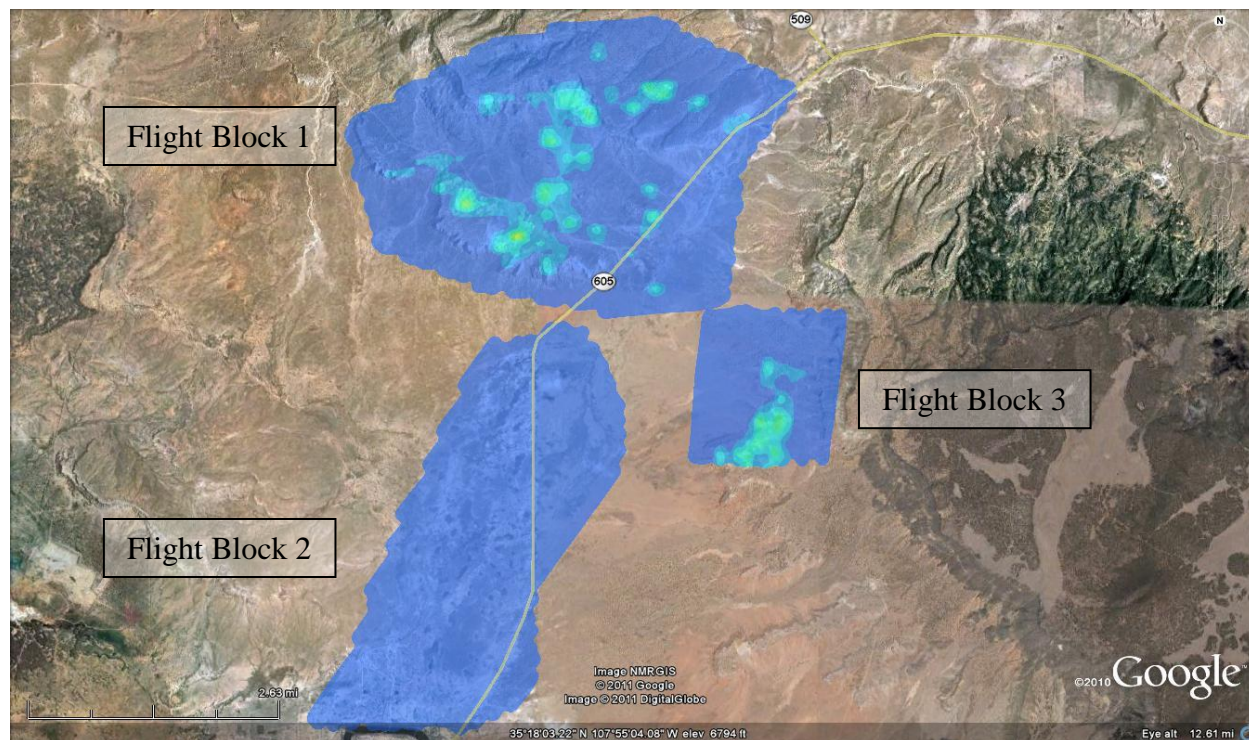 509
N
Flight Block 1
605
Flight Block 3
Flight Block 2
2.63 mi
Image NMRGIS
© 2011 Google
Image © 2011 DigitalGlobe
©2010 Google
35°18'03.22" N 107°55'04.08" W elev 6794 ft
Eye alt 12.61 mi